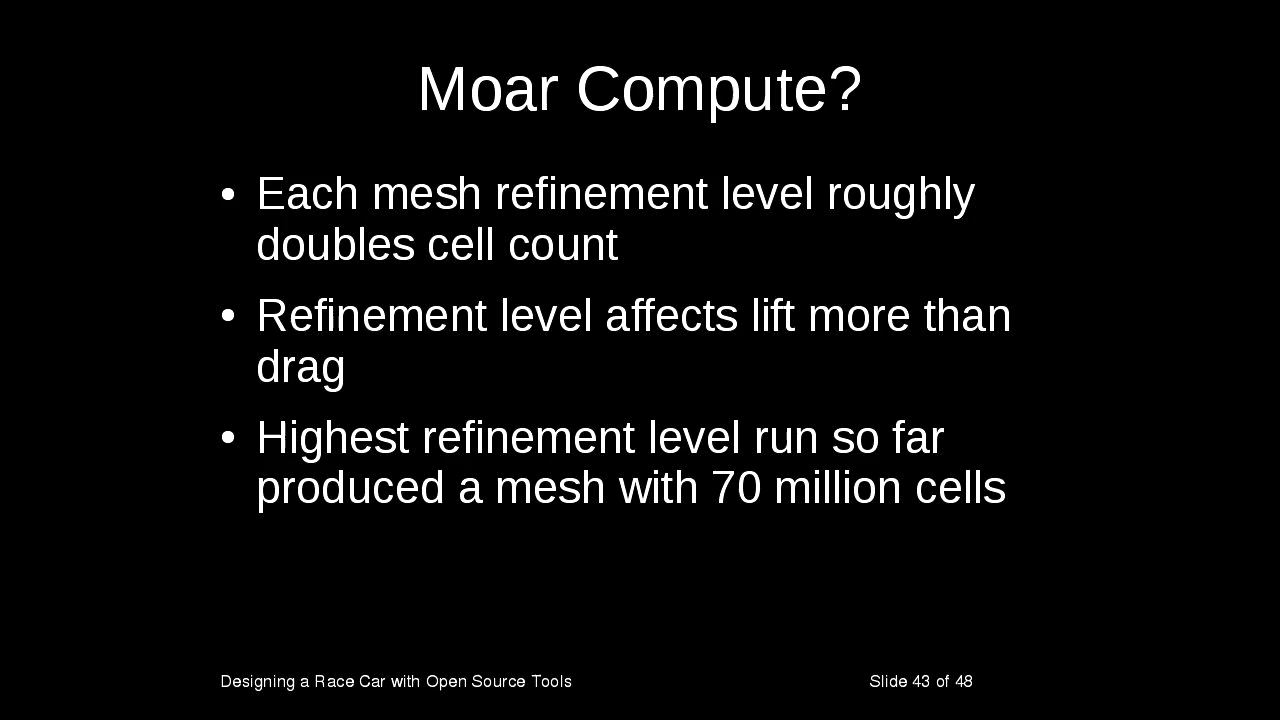 Moar Compute?
• Each mesh refinement level roughly
doubles cell count
• Refinement level affects lift more than
drag
• Highest refinement level run so far
produced a mesh with 70 million cells
Designing a Race Car with Open Source Tools
Slide 43 of 48